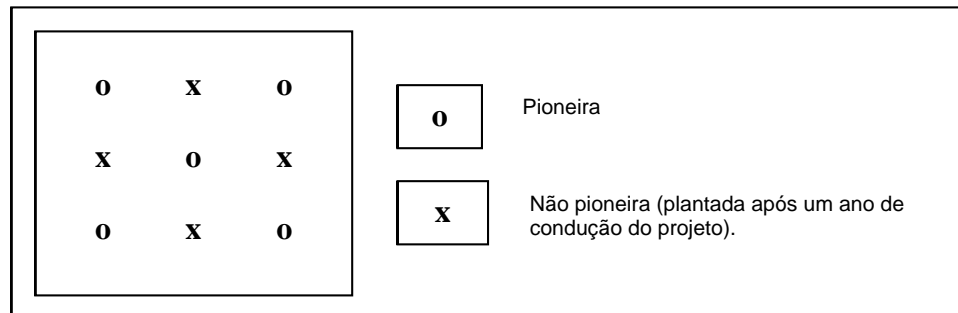 o x o
x o x
o x o
o
Pioneira
x
Não pioneira (plantada após um ano de
condução do projeto).